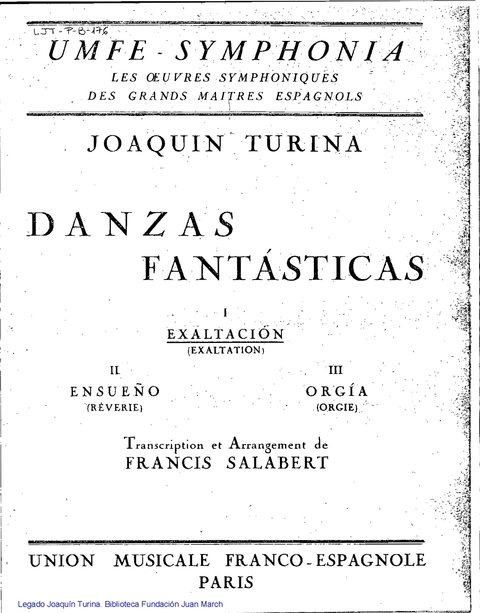 LJT-P-B-176
UMFE - SYMPHONIA
LES ŒUVRES SYMPHONIQUES
DES GRANDS MAITRES ESPAGNOLS
JOAQUIN TURINA
DANZAS
FANTÁSTICAS
I
EXALTACIÓN
(EXALTATION)
II
ENSUEÑO
(RÉVERIE)
III
ORGÍA
(ORGIE)
Transcription et Arrangement de
FRANCIS SALABERT
UNION MUSICALE FRANCO-ESPAGNOLE
PARIS
Legado Joaquín Turina. Biblioteca Fundación Juan March